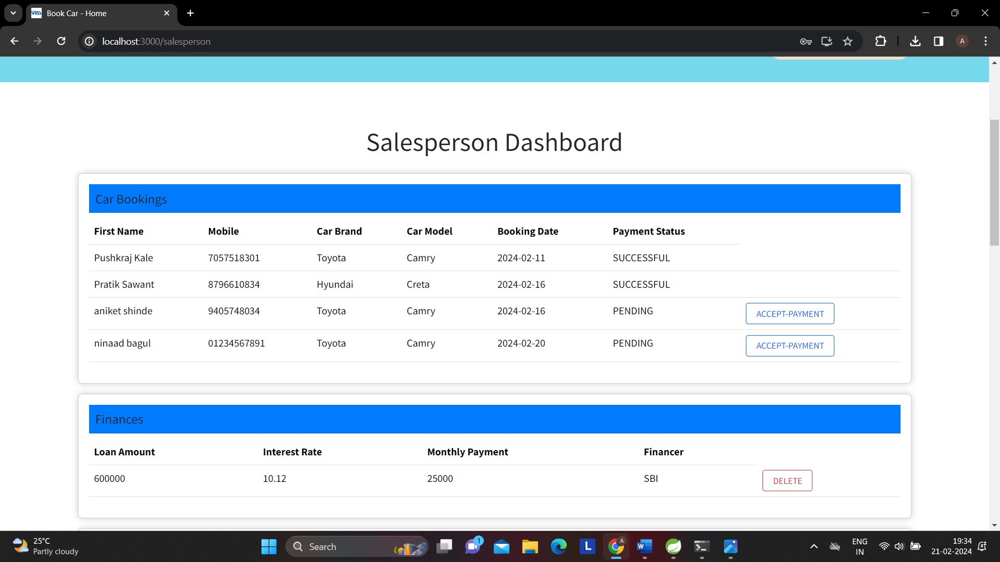 vms Book Car - Home
localhost:3000/salesperson
A
Salesperson Dashboard
Car Bookings
First Name Mobile Car Brand Car Model Booking Date Payment Status
Pushkraj Kale 7057518301 Toyota Camry 2024-02-11 SUCCESSFUL
Pratik Sawant 8796610834 Hyundai Creta 2024-02-16 SUCCESSFUL
aniket shinde 9405748034 Toyota Camry 2024-02-16 PENDING ACCEPT-PAYMENT
ninaad bagul 01234567891 Toyota Camry 2024-02-20 PENDING ACCEPT-PAYMENT
Finances
Loan Amount Interest Rate Monthly Payment Financer
600000 10.12 25000 SBI DELETE
25°C
Partly cloudy
Search
1
L
A
W
ENG
IN
19:34
21-02-2024